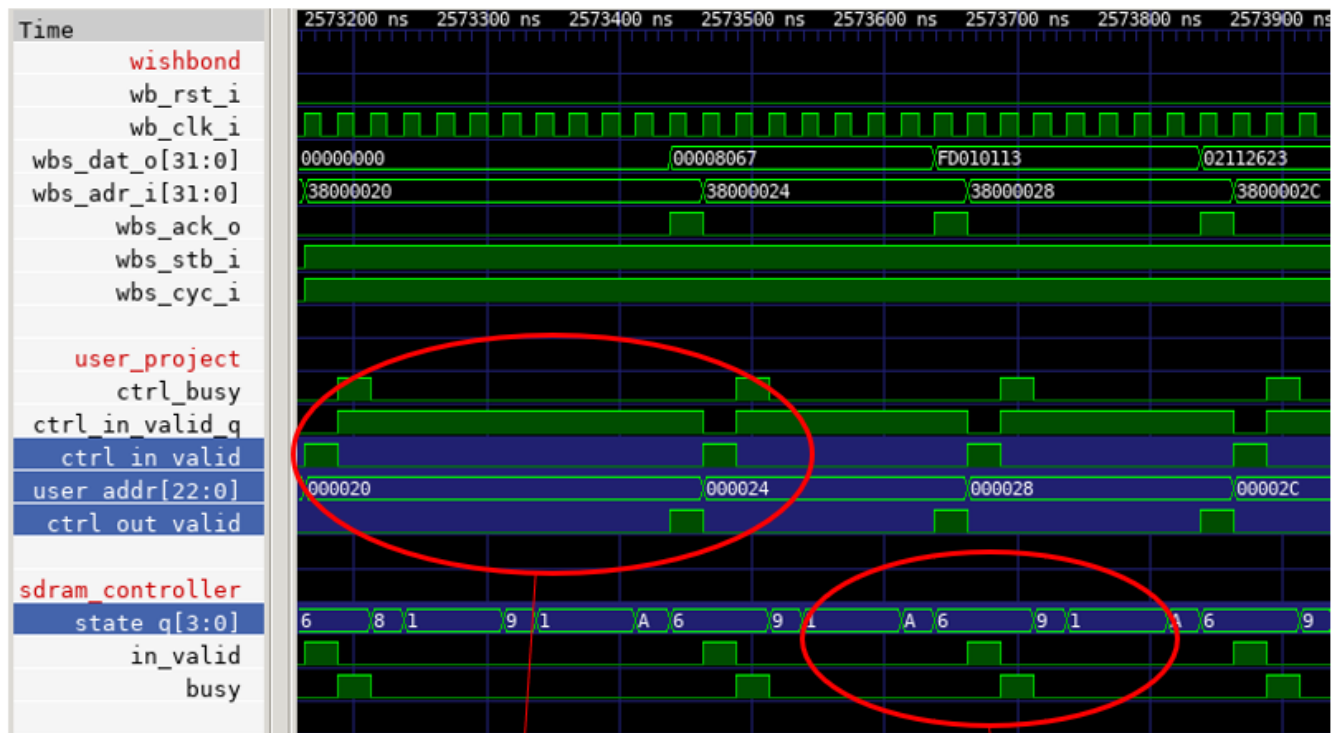 Time 2573200 ns 2573300 ns 2573400 ns 2573500 ns 2573600 ns 2573700 ns 2573800 ns 2573900 ns
wishbond
wb_rst_i
wb_clk_i
wbs_dat_o[31:0] 00000000 00008067 FD010113 02112623
wbs_adr_i[31:0] 38000020 38000024 38000028 3800002C
wbs_ack_o
wbs_stb_i
wbs_cyc_i
user_project
ctrl_busy
ctrl_in_valid_q
ctrl_in_valid
user_addr[22:0] 000020 000024 000028 00002C
ctrl_out_valid
sdram_controller
state_q[3:0] 6 8 1 9 1 A 6 9 1 A 6 9 1 A 6 9
in_valid
busy